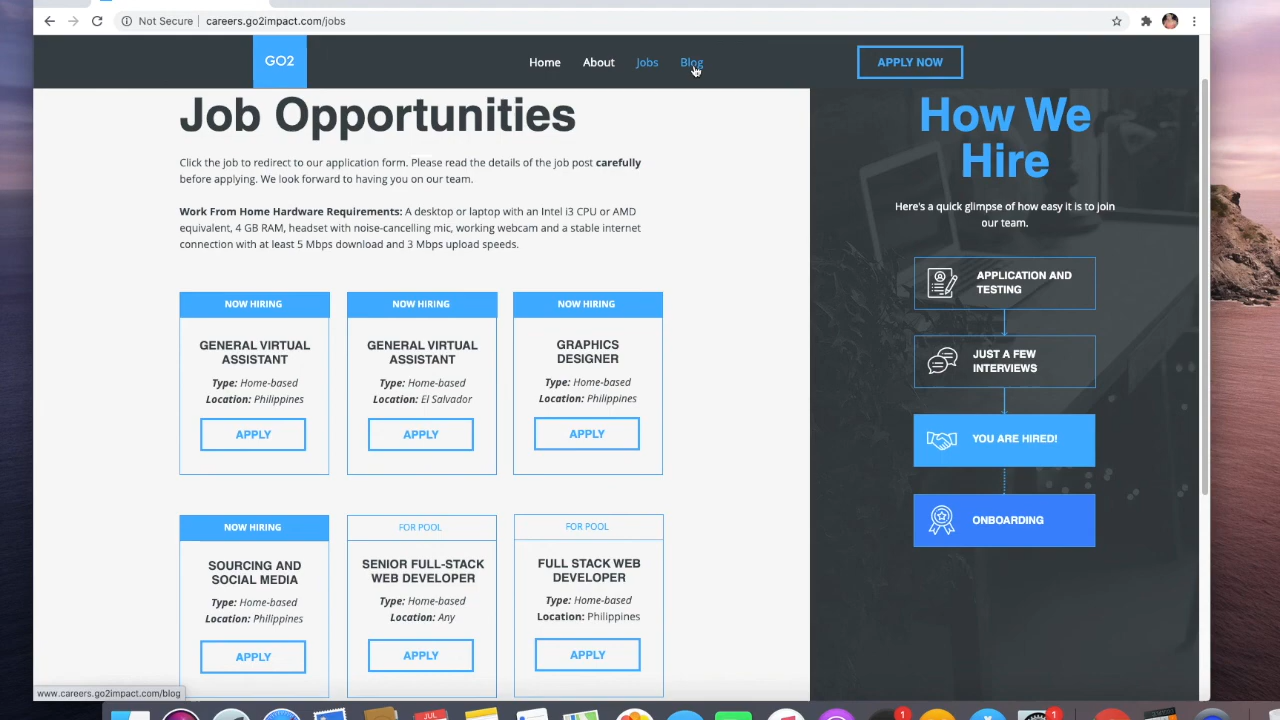 Not Secure
careers.go2impact.com/jobs
GO2
Home
About
Jobs
Blog
APPLY NOW
Job Opportunities
Click the job to redirect to our application form. Please read the details of the job post carefully
before applying. We look forward to having you on our team.
Work From Home Hardware Requirements: A desktop or laptop with an Intel i3 CPU or AMD
equivalent, 4 GB RAM, headset with noise-cancelling mic, working webcam and a stable internet
connection with at least 5 Mbps download and 3 Mbps upload speeds.
NOW HIRING
GENERAL VIRTUAL
ASSISTANT
Type: Home-based
Location: Philippines
APPLY
NOW HIRING
GENERAL VIRTUAL
ASSISTANT
Type: Home-based
Location: El Salvador
APPLY
NOW HIRING
GRAPHICS
DESIGNER
Type: Home-based
Location: Philippines
APPLY
NOW HIRING
SOURCING AND
SOCIAL MEDIA
Type: Home-based
Location: Philippines
APPLY
FOR POOL
SENIOR FULL-STACK
WEB DEVELOPER
Type: Home-based
Location: Any
APPLY
FOR POOL
FULL STACK WEB
DEVELOPER
Type: Home-based
Location: Philippines
APPLY
How We
Hire
Here's a quick glimpse of how easy it is to join
our team.
APPLICATION AND
TESTING
JUST A FEW
INTERVIEWS
YOU ARE HIRED!
ONBOARDING
www.careers.go2impact.com/blog
JUL
1
1